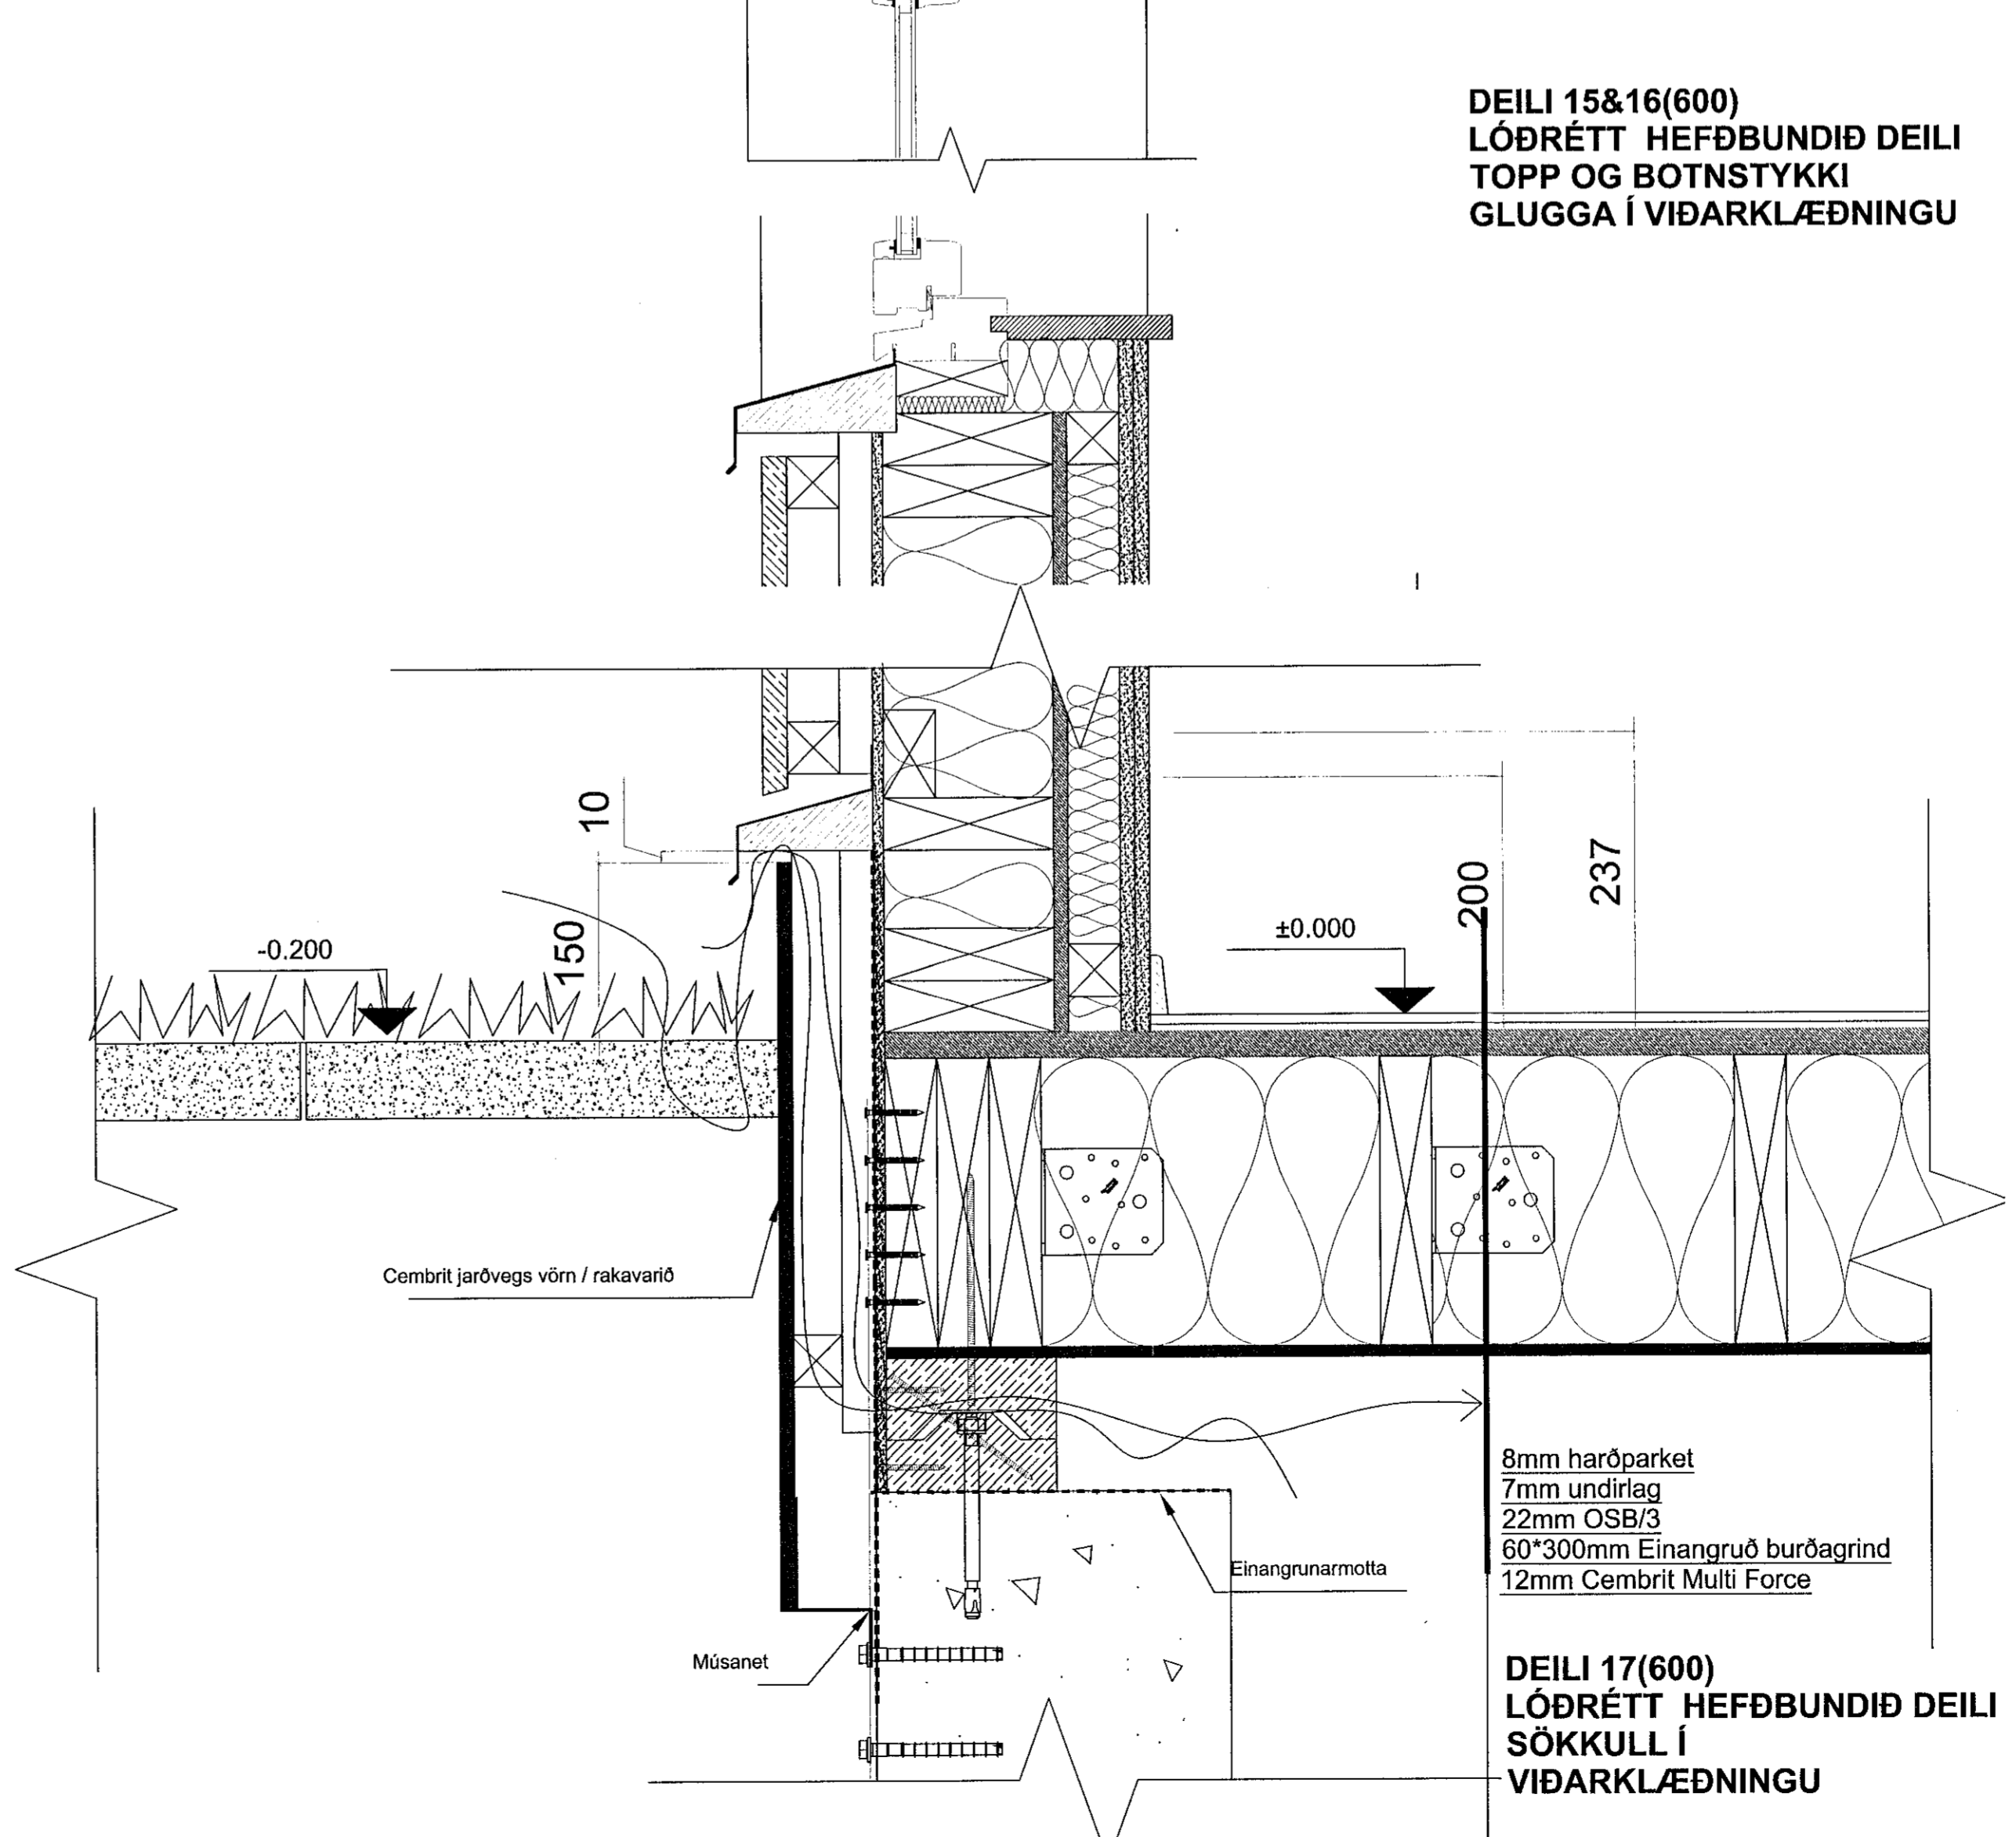 DEILI 15&16(600)
LÓÐRÉTT HEFÐBUNDIÐ DEILI
TOPP OG BOTNSTYKKI
GLUGGA Í VIÐARKLÆÐNINGU
10
150
-0.200
200
237
±0.000
Cembrit jarðvegs vörn / rakavarið
8mm harðparket
7mm undirlag
22mm OSB/3
60*300mm Einangruð burðagrind
12mm Cembrit Multi Force
Einangrunarmotta
Músanet
DEILI 17(600)
LÓÐRÉTT HEFÐBUNDIÐ DEILI
SÖKKULL Í
VIÐARKLÆÐNINGU